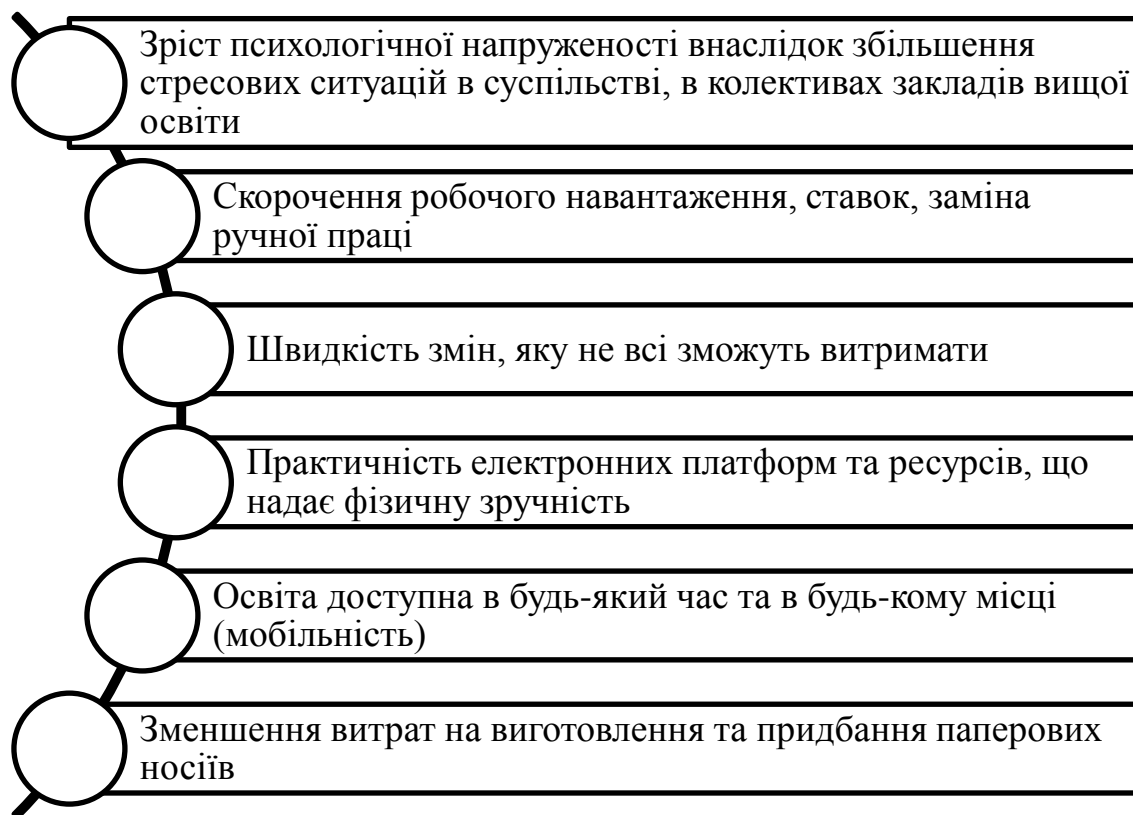 Зріст психологічної напруженості внаслідок збільшення
стресових ситуацій в суспільстві, в колективах закладів вищої
освіти
Скорочення робочого навантаження, ставок, заміна
ручної праці
Швидкість змін, яку не всі зможуть витримати
Практичність електронних платформ та ресурсів, що
надає фізичну зручність
Освіта доступна в будь-який час та в будь-кому місці
(мобільність)
Зменшення витрат на виготовлення та придбання паперових
носіїв